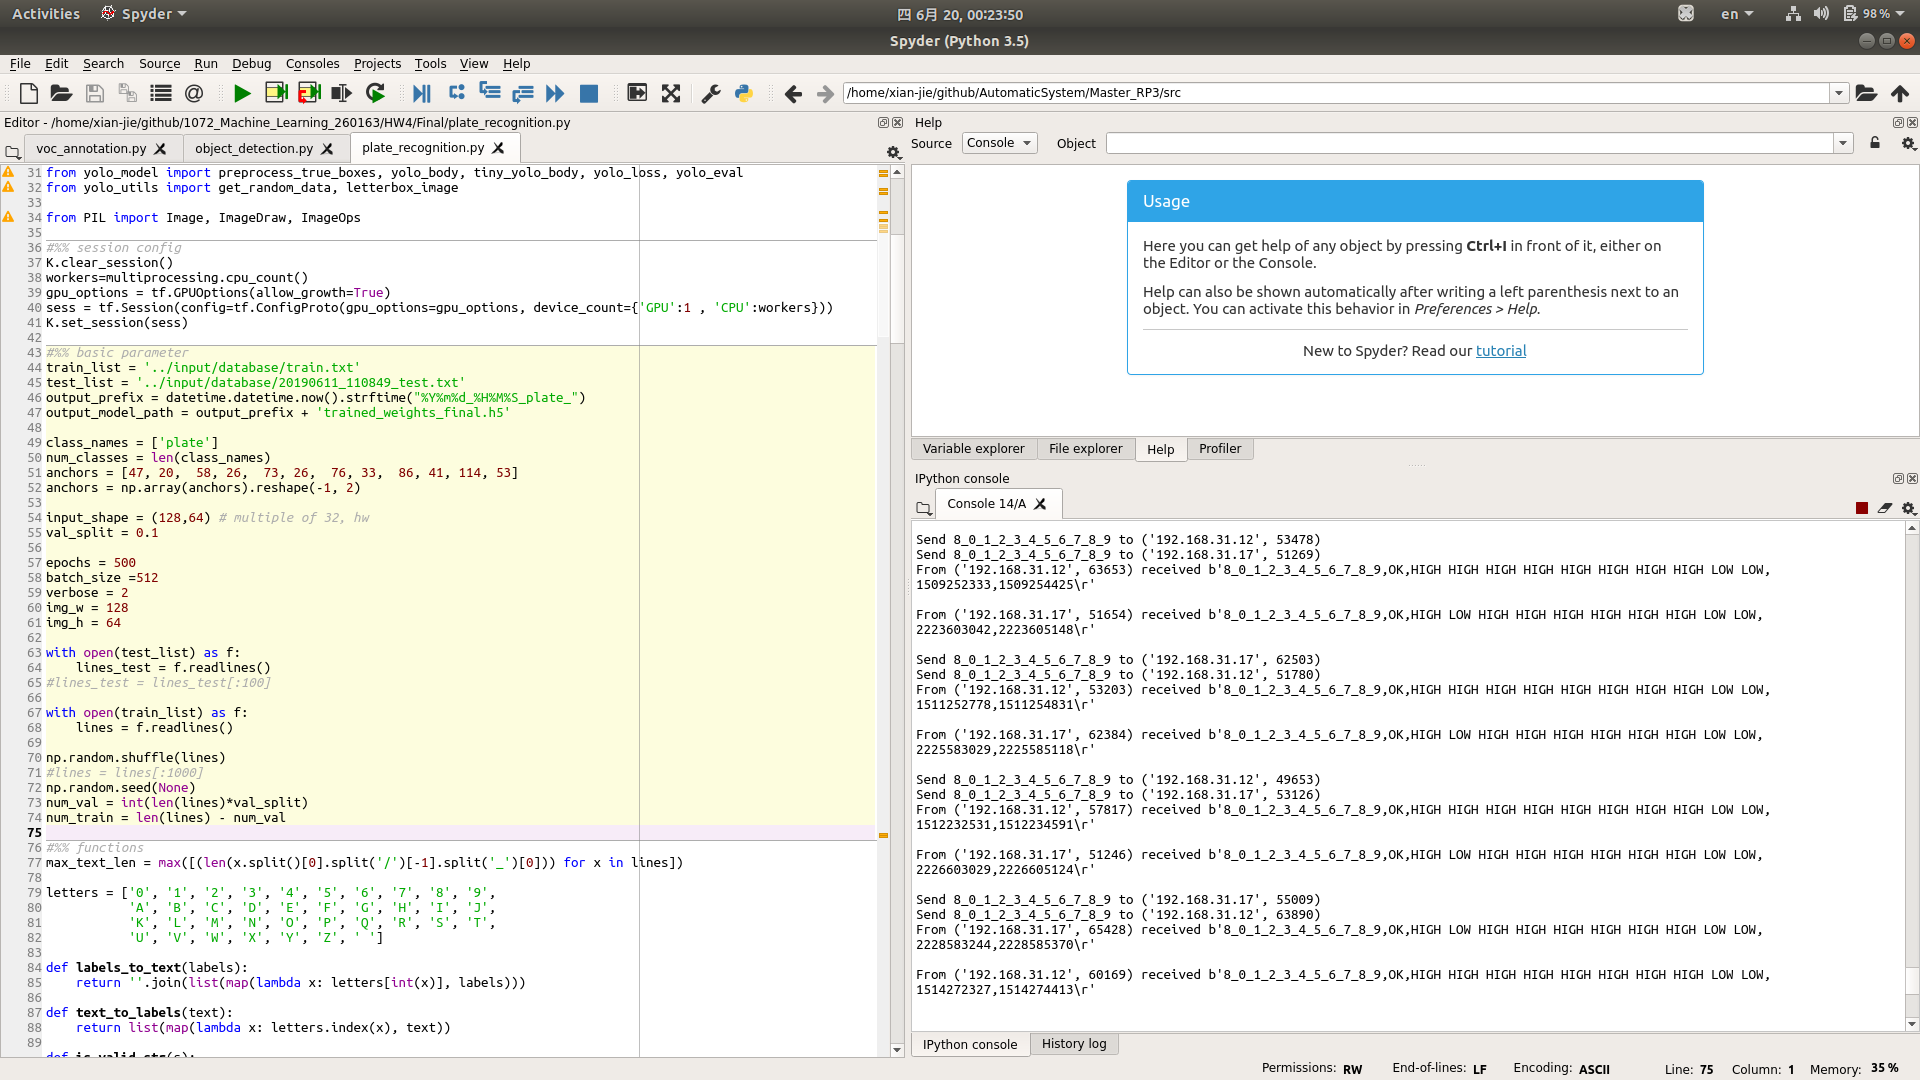 Activities Spyder 四 6月 20, 00:23:50 en 98 %
Spyder (Python 3.5)
File Edit Search Source Run Debug Consoles Projects Tools View Help
/home/xian-jie/github/AutomaticSystem/Master_RP3/src
Editor - /home/xian-jie/github/1072_Machine_Learning_260163/HW4/Final/plate_recognition.py
voc_annotation.py object_detection.py plate_recognition.py
31 from yolo_model import preprocess_true_boxes, yolo_body, tiny_yolo_body, yolo_loss, yolo_eval
32 from yolo_utils import get_random_data, letterbox_image
33
34 from PIL import Image, ImageDraw, ImageOps
35
36 #%% session config
37 K.clear_session()
38 workers=multiprocessing.cpu_count()
39 gpu_options = tf.GPUOptions(allow_growth=True)
40 sess = tf.Session(config=tf.ConfigProto(gpu_options=gpu_options, device_count={'GPU':1 , 'CPU':workers}))
41 K.set_session(sess)
42
43 #%% basic parameter
44 train_list = '../input/database/train.txt'
45 test_list = '../input/database/20190611_110849_test.txt'
46 output_prefix = datetime.datetime.now().strftime("%Y%m%d_%H%M%S_plate_")
47 output_model_path = output_prefix + 'trained_weights_final.h5'
48
49 class_names = ['plate']
50 num_classes = len(class_names)
51 anchors = [47, 20,  58, 26,  73, 26,  76, 33,  86, 41, 114, 53]
52 anchors = np.array(anchors).reshape(-1, 2)
53
54 input_shape = (128,64) # multiple of 32, hw
55 val_split = 0.1
56
57 epochs = 500
58 batch_size =512
59 verbose = 2
60 img_w = 128
61 img_h = 64
62
63 with open(test_list) as f:
64     lines_test = f.readlines()
65 #lines_test = lines_test[:100]
66
67 with open(train_list) as f:
68     lines = f.readlines()
69
70 np.random.shuffle(lines)
71 #lines = lines[:1000]
72 np.random.seed(None)
73 num_val = int(len(lines)*val_split)
74 num_train = len(lines) - num_val
75
76 #%% functions
77 max_text_len = max([(len(x.split()[0].split('/')[-1].split('_')[0])) for x in lines])
78
79 letters = ['0', '1', '2', '3', '4', '5', '6', '7', '8', '9',
80            'A', 'B', 'C', 'D', 'E', 'F', 'G', 'H', 'I', 'J',
81            'K', 'L', 'M', 'N', 'O', 'P', 'Q', 'R', 'S', 'T',
82            'U', 'V', 'W', 'X', 'Y', 'Z', ' ']
83
84 def labels_to_text(labels):
85     return ''.join(list(map(lambda x: letters[int(x)], labels)))
86
87 def text_to_labels(text):
88     return list(map(lambda x: letters.index(x), text))
89
def is_valid_str(s):
Help
Source Console Object
Usage
Here you can get help of any object by pressing Ctrl+I in front of it, either on
the Editor or the Console.
Help can also be shown automatically after writing a left parenthesis next to an
object. You can activate this behavior in Preferences > Help.
New to Spyder? Read our tutorial
Variable explorer File explorer Help Profiler
IPython console
Console 14/A
Send 8_0_1_2_3_4_5_6_7_8_9 to ('192.168.31.12', 53478)
Send 8_0_1_2_3_4_5_6_7_8_9 to ('192.168.31.17', 51269)
From ('192.168.31.12', 63653) received b'8_0_1_2_3_4_5_6_7_8_9,OK,HIGH HIGH HIGH HIGH HIGH HIGH HIGH HIGH LOW LOW,
1509252333,1509254425\r'
From ('192.168.31.17', 51654) received b'8_0_1_2_3_4_5_6_7_8_9,OK,HIGH LOW HIGH HIGH HIGH HIGH HIGH HIGH LOW LOW,
2223603042,2223605148\r'
Send 8_0_1_2_3_4_5_6_7_8_9 to ('192.168.31.17', 62503)
Send 8_0_1_2_3_4_5_6_7_8_9 to ('192.168.31.12', 51780)
From ('192.168.31.12', 53203) received b'8_0_1_2_3_4_5_6_7_8_9,OK,HIGH HIGH HIGH HIGH HIGH HIGH HIGH HIGH LOW LOW,
1511252778,1511254831\r'
From ('192.168.31.17', 62384) received b'8_0_1_2_3_4_5_6_7_8_9,OK,HIGH LOW HIGH HIGH HIGH HIGH HIGH HIGH LOW LOW,
2225583029,2225585118\r'
Send 8_0_1_2_3_4_5_6_7_8_9 to ('192.168.31.12', 49653)
Send 8_0_1_2_3_4_5_6_7_8_9 to ('192.168.31.17', 53126)
From ('192.168.31.12', 57817) received b'8_0_1_2_3_4_5_6_7_8_9,OK,HIGH HIGH HIGH HIGH HIGH HIGH HIGH HIGH LOW LOW,
1512232531,1512234591\r'
From ('192.168.31.17', 51246) received b'8_0_1_2_3_4_5_6_7_8_9,OK,HIGH LOW HIGH HIGH HIGH HIGH HIGH HIGH LOW LOW,
2226603029,2226605124\r'
Send 8_0_1_2_3_4_5_6_7_8_9 to ('192.168.31.17', 55009)
Send 8_0_1_2_3_4_5_6_7_8_9 to ('192.168.31.12', 63890)
From ('192.168.31.17', 65428) received b'8_0_1_2_3_4_5_6_7_8_9,OK,HIGH LOW HIGH HIGH HIGH HIGH HIGH HIGH LOW LOW,
2228583244,2228585370\r'
From ('192.168.31.12', 60169) received b'8_0_1_2_3_4_5_6_7_8_9,OK,HIGH HIGH HIGH HIGH HIGH HIGH HIGH HIGH LOW LOW,
1514272327,1514274413\r'
IPython console History log
Permissions: RW End-of-lines: LF Encoding: ASCII Line: 75 Column: 1 Memory: 35 %